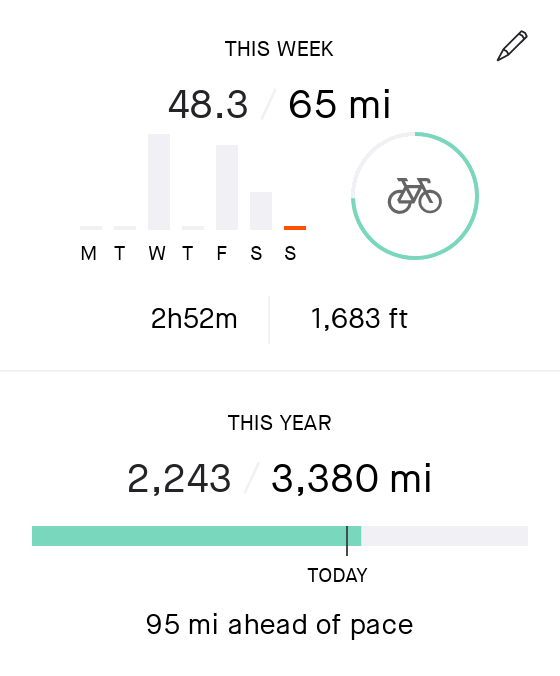 THIS WEEK
48.3 / 65 mi
M T W T F S S
2h52m 1,683 ft
THIS YEAR
2,243 / 3,380 mi
TODAY
95 mi ahead of pace